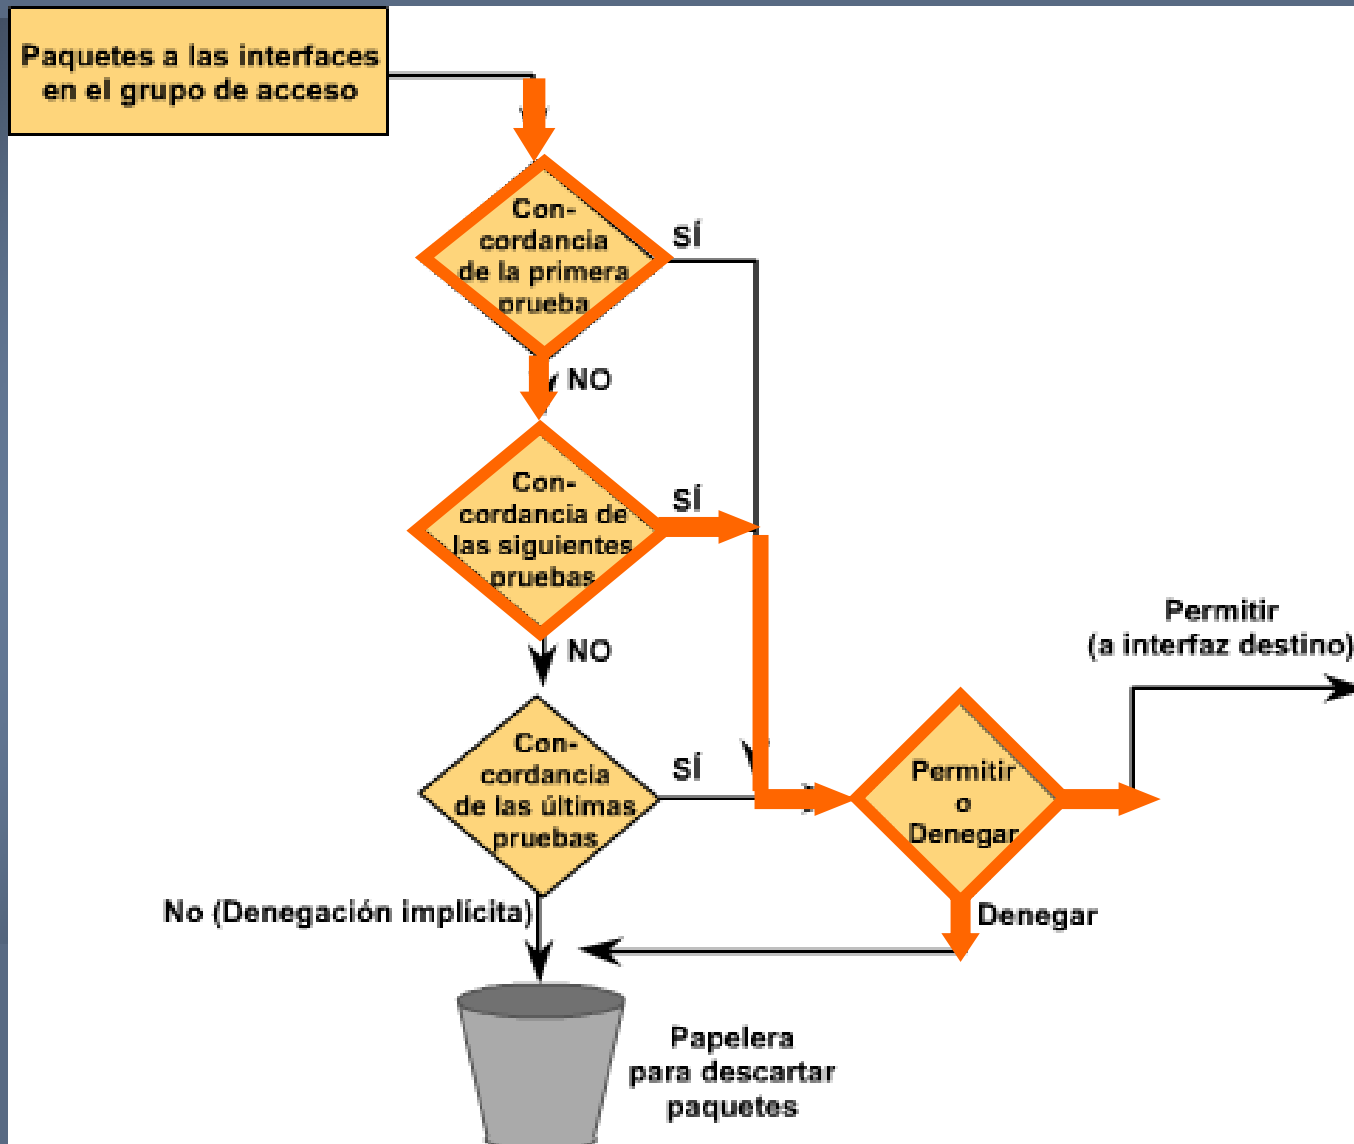 Paquetes a las interfaces
en el grupo de acceso
Con-
cordancia
de la primera
prueba
SÍ
NO
Con-
cordancia de
las siguientes
pruebas
SÍ
NO
Con-
cordancia
de las últimas
pruebas
SÍ
Permitir
o
Denegar
Permitir
(a interfaz destino)
No (Denegación implícita)
Denegar
Papelera
para descartar
paquetes